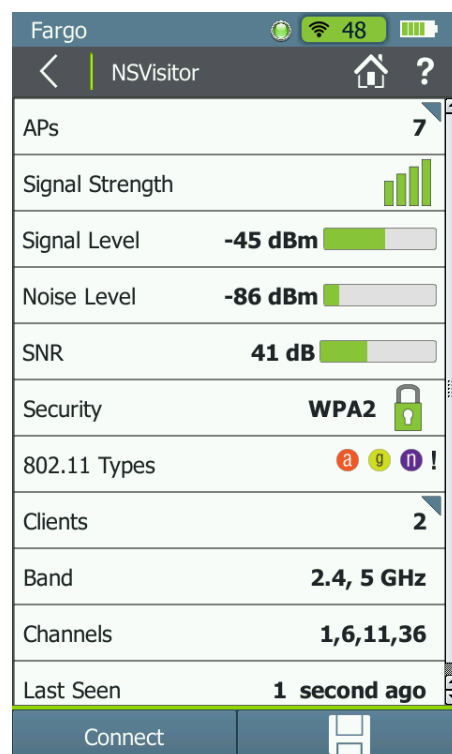 Fargo 48
NSVisitor ?
APs 7
Signal Strength
Signal Level -45 dBm
Noise Level -86 dBm
SNR 41 dB
Security WPA2
802.11 Types a g n !
Clients 2
Band 2.4, 5 GHz
Channels 1,6,11,36
Last Seen 1 second ago
Connect